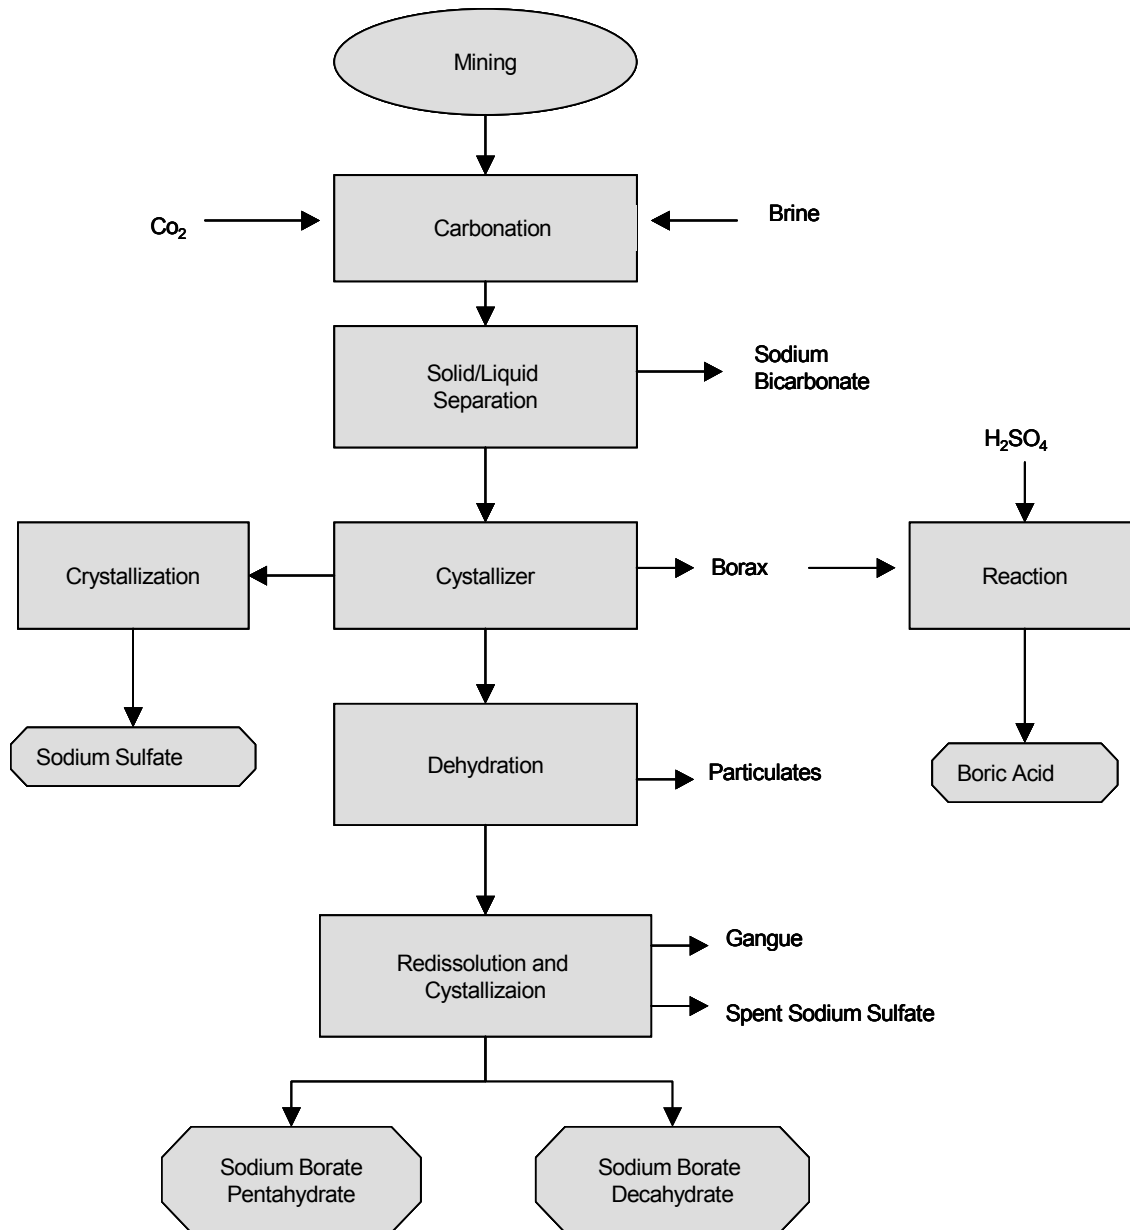 Mining
Co₂
Carbonation
Brine
Solid/Liquid
Separation
Sodium
Bicarbonate
H₂SO₄
Crystallization
Cystallizer
Borax
Reaction
Sodium Sulfate
Dehydration
Particulates
Boric Acid
Redissolution and
Cystallizaion
Gangue
Spent Sodium Sulfate
Sodium Borate
Pentahydrate
Sodium Borate
Decahydrate